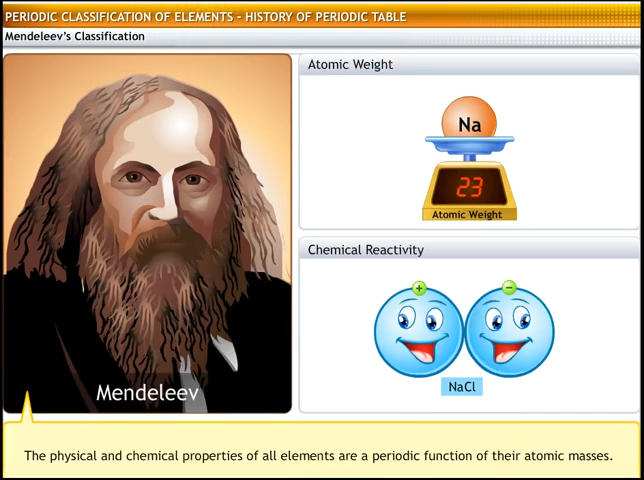 PERIODIC CLASSIFICATION OF ELEMENTS - HISTORY OF PERIODIC TABLE
Mendeleev's Classification
Atomic Weight
Na
23
Atomic Weight
Chemical Reactivity
+ −
NaCl
Mendeleev
The physical and chemical properties of all elements are a periodic function of their atomic masses.